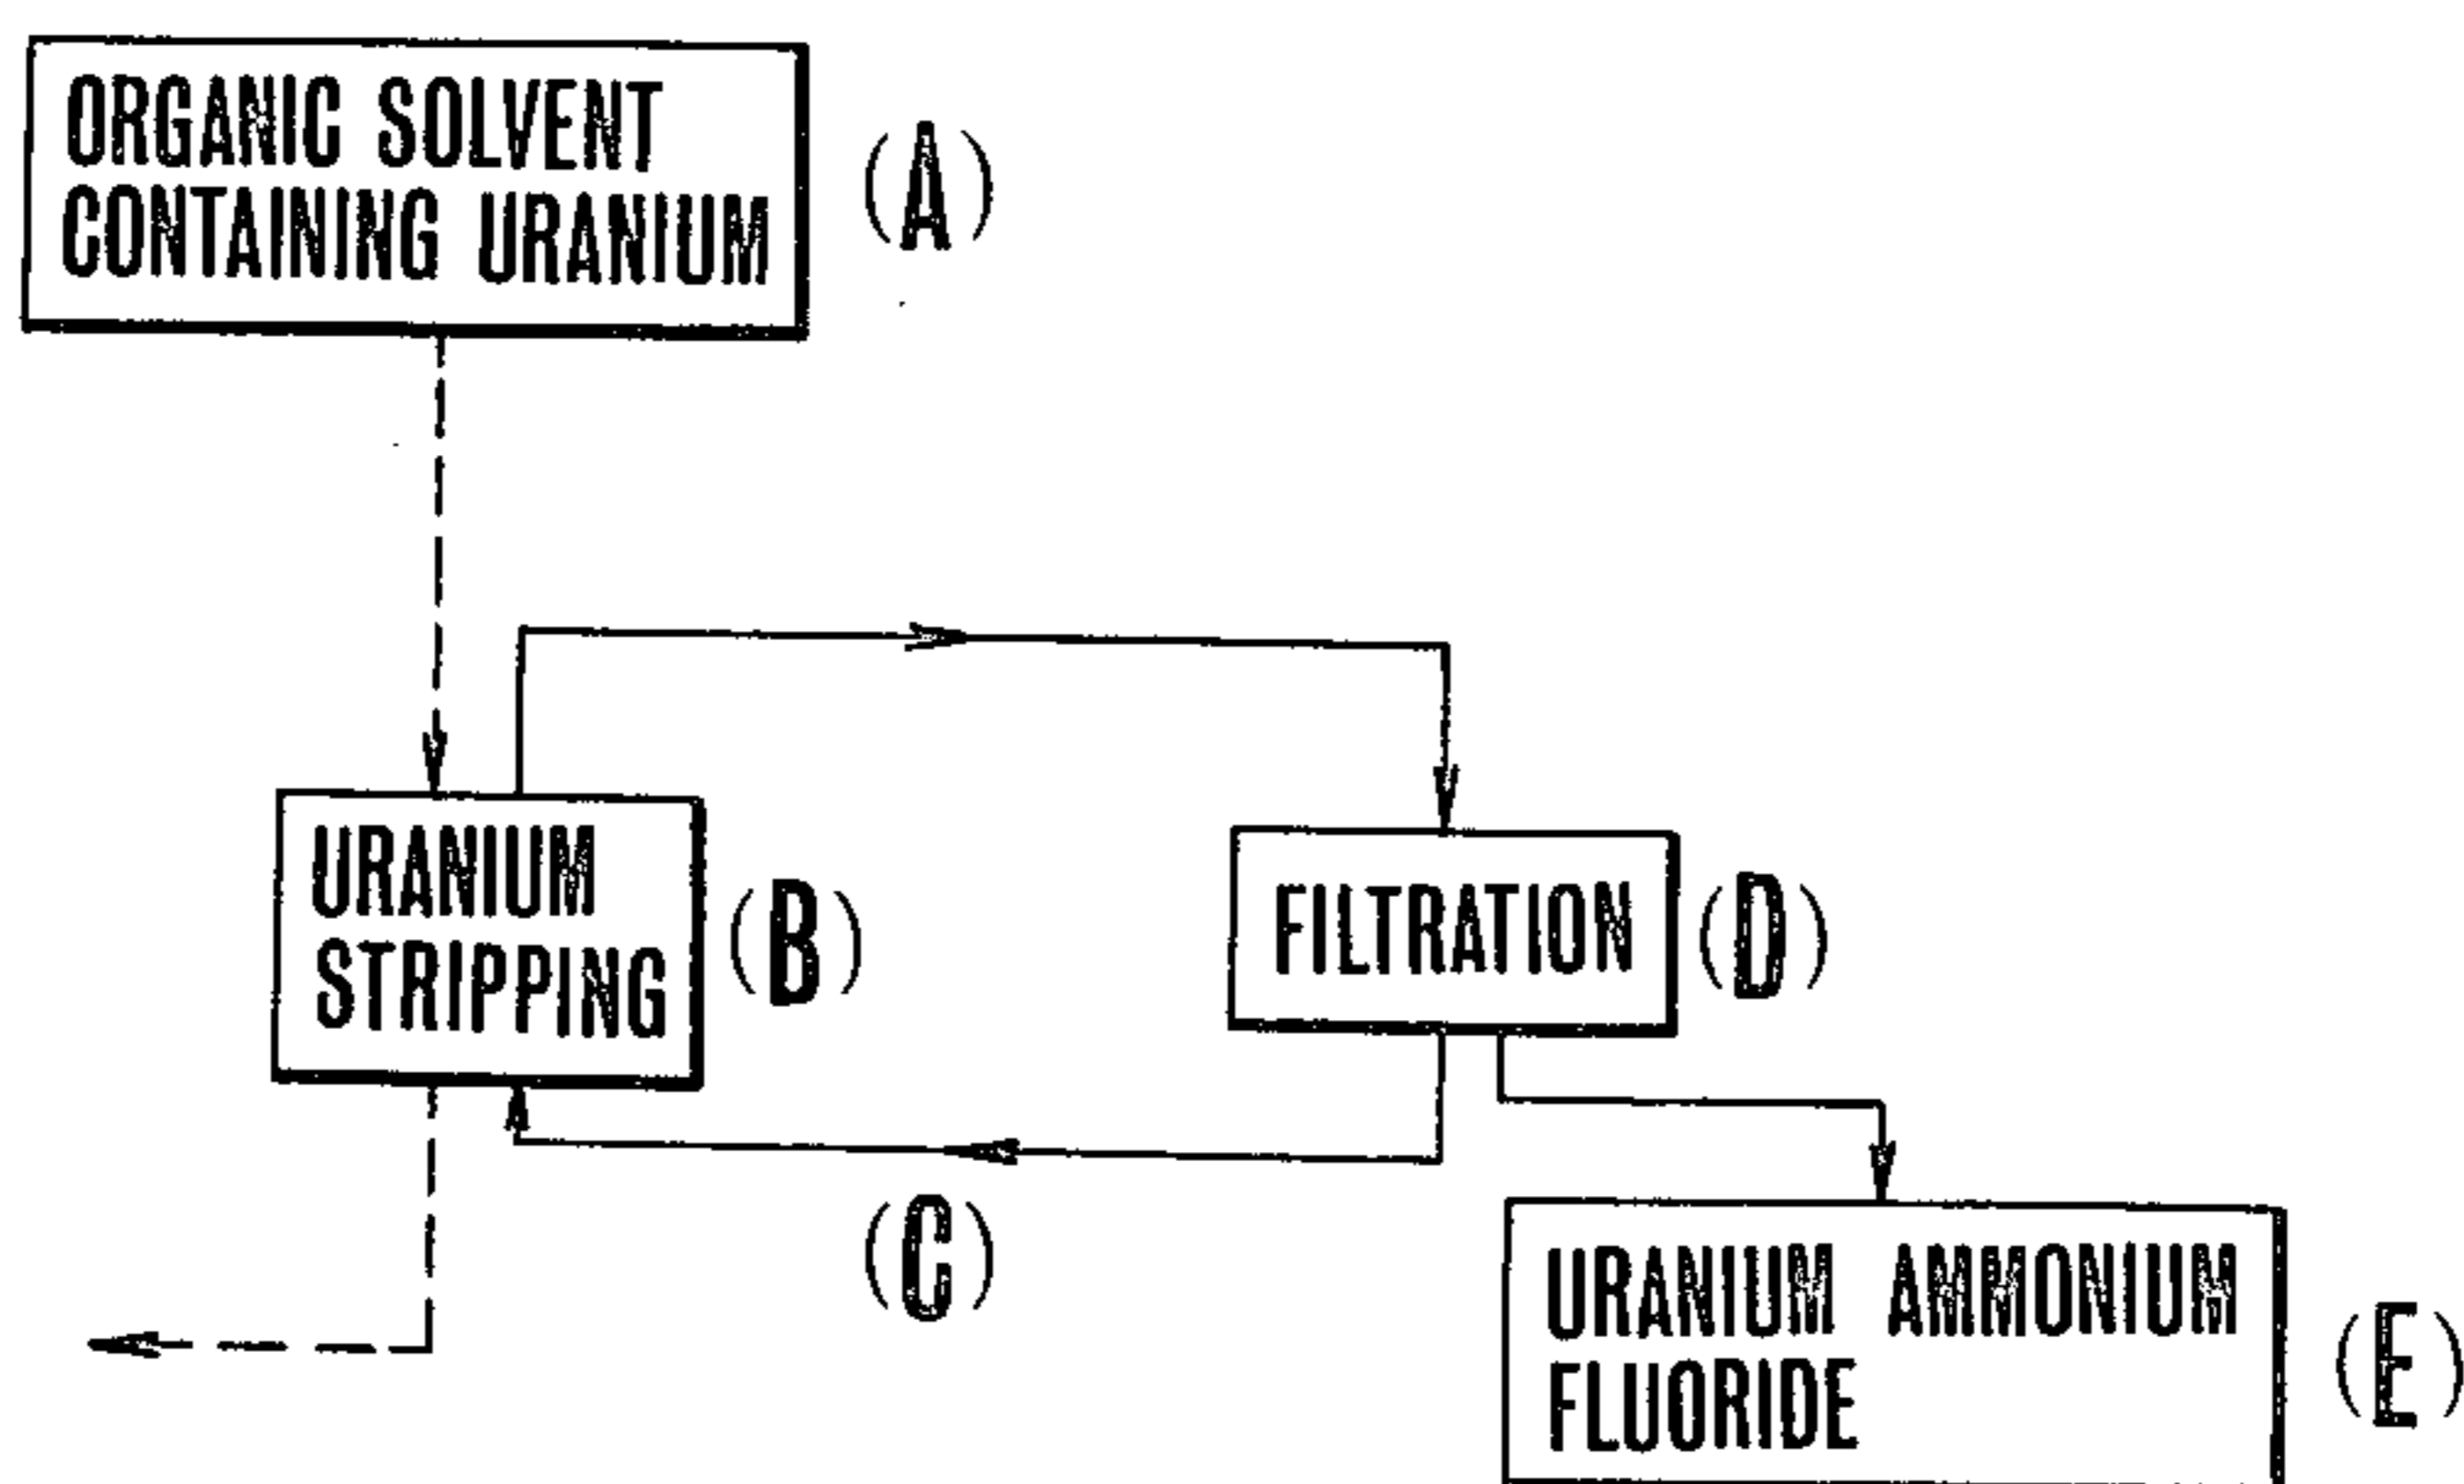 ORGANIC SOLVENT
CONTAINING URANIUM
(A)
URANIUM
STRIPPING
(B)
FILTRATION
(D)
(C)
URANIUM AMMONIUM
FLUORIDE
(E)